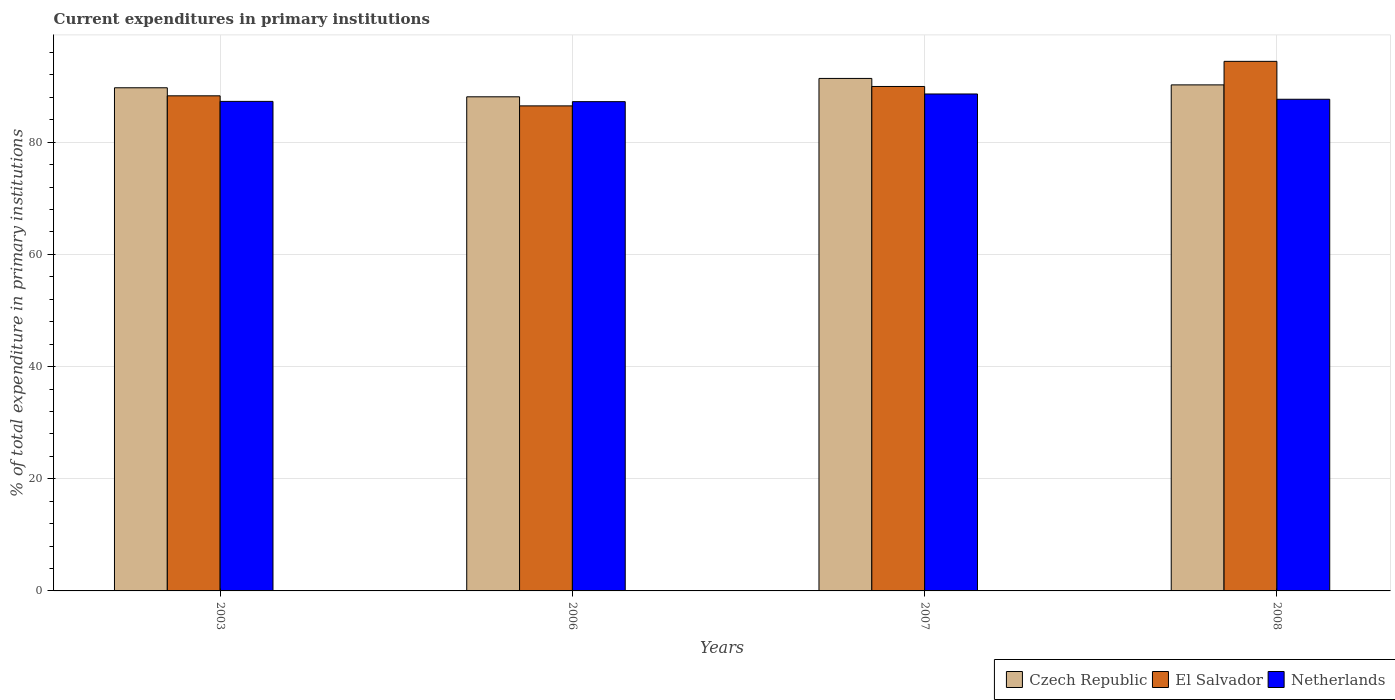 Current expenditures in primary institutions
% of total expenditure in primary institutions
80
60
40
20
0
2003
2006
2007
2008
Years
Czech Republic
El Salvador
Netherlands